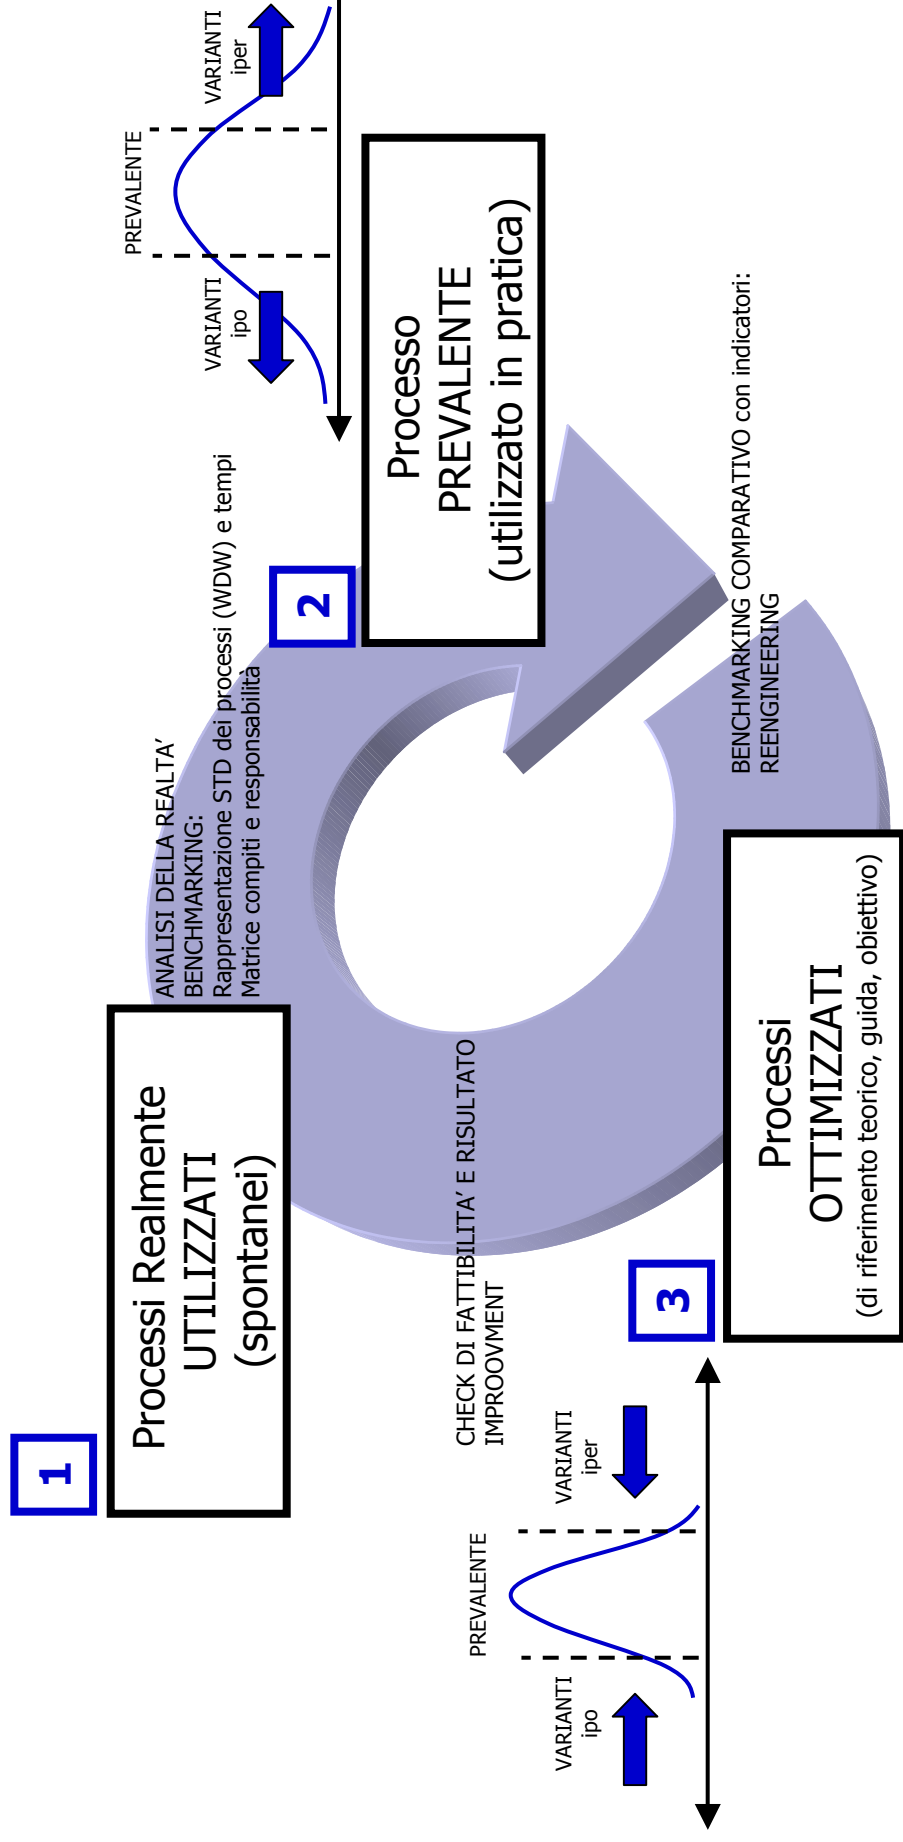 1
Processi Realmente
UTILIZZATI
(spontanei)
ANALISI DELLA REALTA’
BENCHMARKING:
Rappresentazione STD dei processi (WDW) e tempi
Matrice compiti e responsabilità
2
Processo
PREVALENTE
(utilizzato in pratica)
VARIANTI
ipo
PREVALENTE
VARIANTI
iper
CHECK DI FATTIBILITA’ E RISULTATO
IMPROOVMENT
BENCHMARKING COMPARATIVO con indicatori:
REENGINEERING
VARIANTI
ipo
PREVALENTE
VARIANTI
iper
3
Processi
OTTIMIZZATI
(di riferimento teorico, guida, obiettivo)